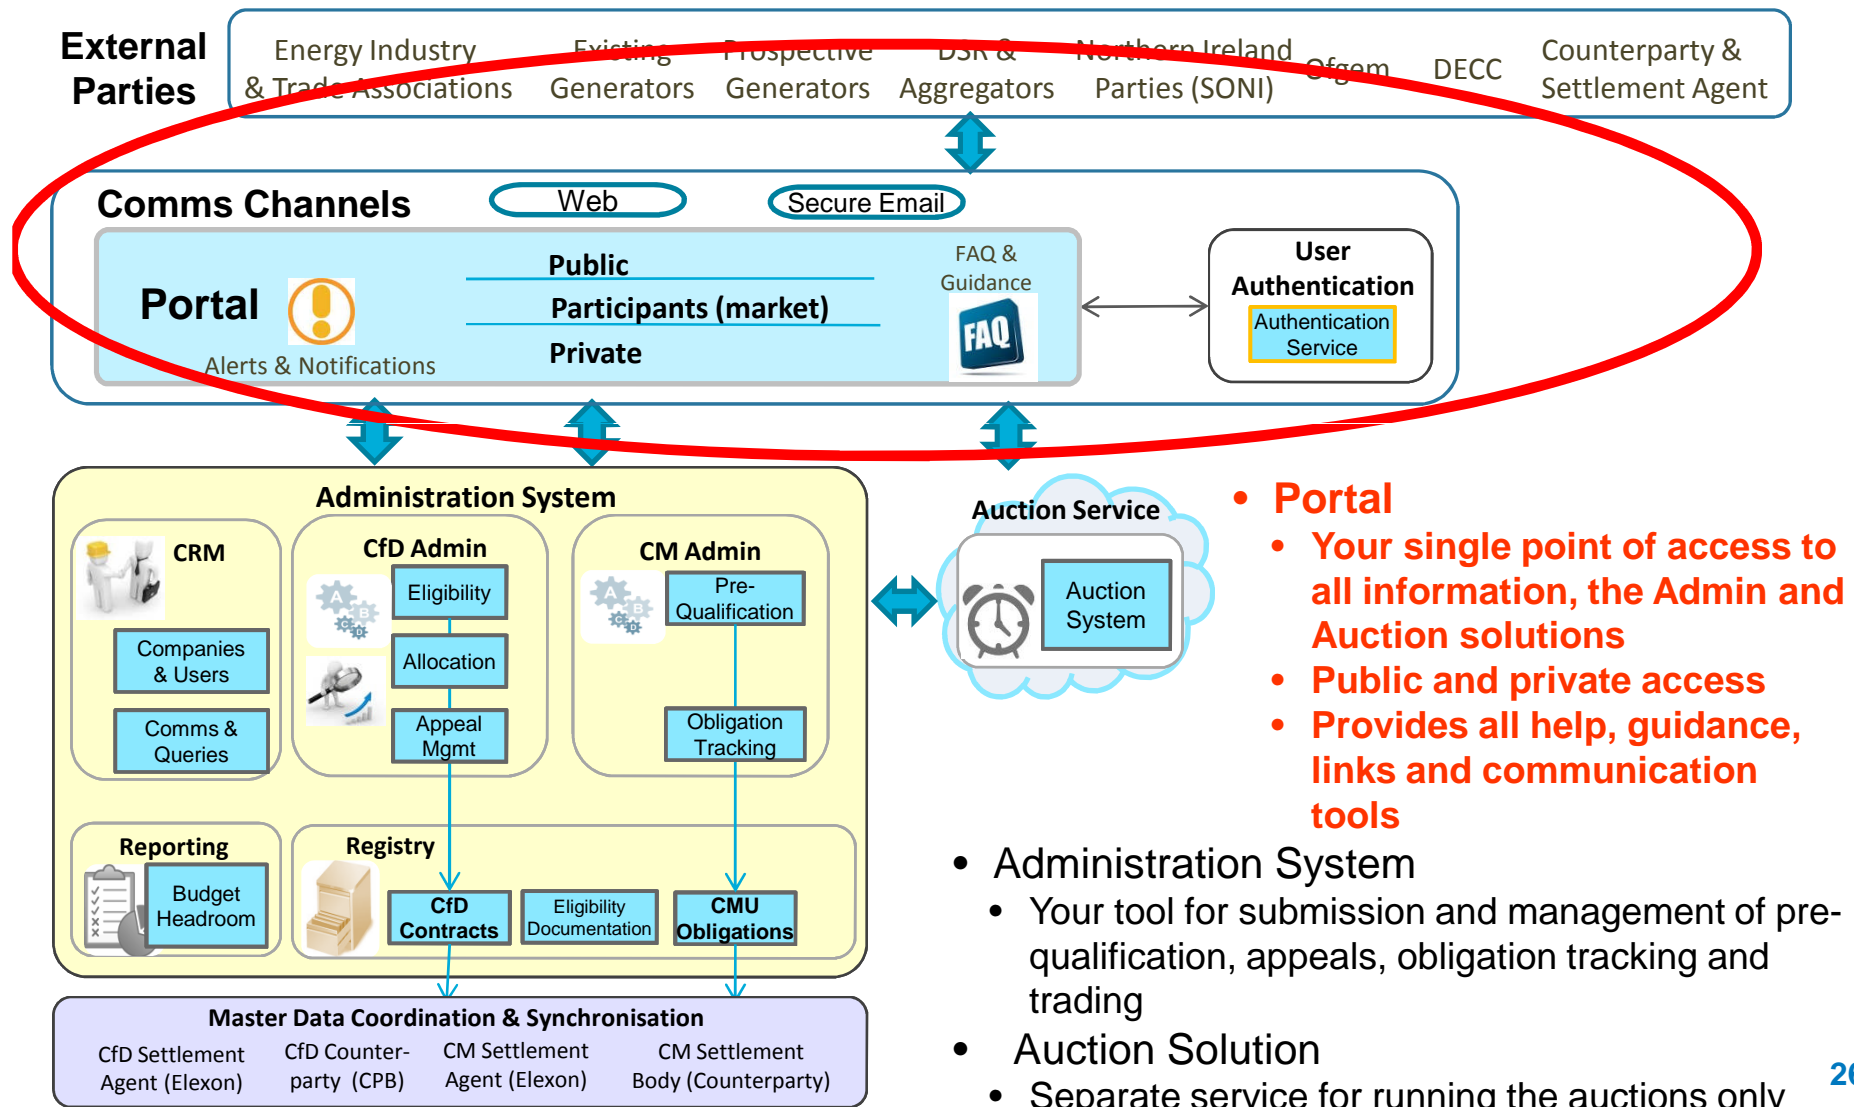 External
Parties
Energy Industry
& Trade Associations
Existing
Generators
Prospective
Generators
DSR &
Aggregators
Northern Ireland
Parties (SONI)
Ofgem
DECC
Counterparty &
Settlement Agent
Comms Channels
Web
Secure Email
Portal
Alerts & Notifications
Public
Participants (market)
Private
FAQ &
Guidance
FAQ
User
Authentication
Authentication
Service
Administration System
CRM
Companies
& Users
Comms &
Queries
CfD Admin
A
B
C
D
Eligibility
Allocation
Appeal
Mgmt
CM Admin
A
B
C
D
Pre-
Qualification
Obligation
Tracking
Reporting
Budget
Headroom
Registry
CfD
Contracts
Eligibility
Documentation
CMU
Obligations
Master Data Coordination & Synchronisation
CfD Settlement
Agent (Elexon)
CfD Counter-
party (CPB)
CM Settlement
Agent (Elexon)
CM Settlement
Body (Counterparty)
Auction Service
Auction
System
• Portal
• Your single point of access to
all information, the Admin and
Auction solutions
• Public and private access
• Provides all help, guidance,
links and communication
tools
• Administration System
• Your tool for submission and management of pre-
qualification, appeals, obligation tracking and
trading
• Auction Solution
• Separate service for running the auctions only
26